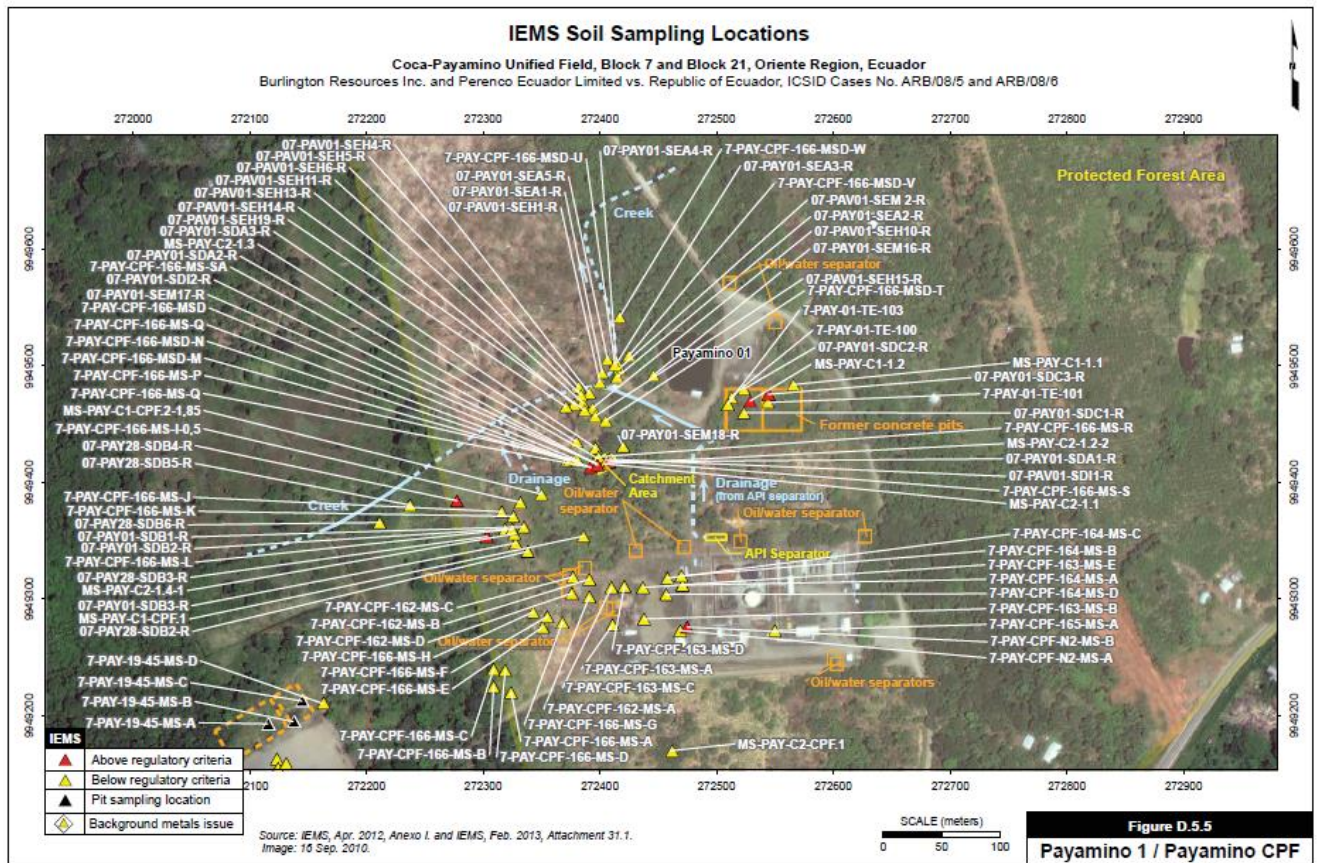 IEMS Soil Sampling Locations
Coca-Payamino Unified Field, Block 7 and Block 21, Oriente Region, Ecuador
Burlington Resources Inc. and Perenco Ecuador Limited vs. Republic of Ecuador, ICSID Cases No. ARB/08/5 and ARB/08/6
272000 272100 272200 272300 272400 272500 272600 272700 272800 272900
07-PAV01-SEH4-R
07-PAV01-SEH5-R
07-PAV01-SEH6-R
07-PAV01-SEH11-R
07-PAV01-SEH13-R
07-PAV01-SEH14-R
07-PAV01-SEH19-R
07-PAY01-SDA3-R
MS-PAY-C2-1.3
07-PAY01-SDA2-R
7-PAY-CPF-166-MS-SA
07-PAY01-SDI2-R
07-PAY01-SEM17-R
7-PAY-CPF-166-MSD
7-PAY-CPF-166-MS-Q
7-PAY-CPF-166-MSD-N
7-PAY-CPF-166-MSD-M
7-PAY-CPF-166-MS-P
7-PAY-CPF-166-MS-Q
MS-PAY-C1-CPF.2-1,85
7-PAY-CPF-166-MS-I-0,5
07-PAY28-SDB4-R
07-PAY28-SDB5-R
7-PAY-CPF-166-MS-J
7-PAY-CPF-166-MS-K
07-PAY28-SDB6-R
07-PAY01-SDB1-R
07-PAY01-SDB2-R
7-PAY-CPF-166-MS-L
07-PAY28-SDB3-R
MS-PAY-C2-1.4-1
07-PAY01-SDB3-R
MS-PAY-C1-CPF.1
07-PAY28-SDB2-R
7-PAY-19-45-MS-D
7-PAY-19-45-MS-C
7-PAY-19-45-MS-B
7-PAY-19-45-MS-A
7-PAY-CPF-166-MSD-U
07-PAY01-SEA5-R
07-PAY01-SEA1-R
07-PAV01-SEH1-R
07-PAY01-SEA4-R
7-PAY-CPF-166-MSD-W
07-PAY01-SEA3-R
7-PAY-CPF-166-MSD-V
07-PAY01-SEM 2-R
07-PAY01-SEA2-R
07-PAV01-SEH10-R
07-PAY01-SEM16-R
Oil/water separator
07-PAV01-SEH15-R
7-PAY-CPF-166-MSD-T
7-PAY-01-TE-103
7-PAY-01-TE-100
07-PAY01-SDC2-R
MS-PAY-C1-1.2
Protected Forest Area
Creek
Payamino 01
MS-PAY-C1-1.1
07-PAY01-SDC3-R
7-PAY-01-TE-101
Former concrete pits
07-PAY01-SDC1-R
7-PAY-CPF-166-MS-R
MS-PAY-C2-1.2-2
07-PAY01-SDA1-R
07-PAV01-SDI1-R
7-PAY-CPF-166-MS-S
MS-PAY-C2-1.1
07-PAY01-SEM18-R
Drainage
Catchment
Area
Drainage
(from API separator)
Oil/water
separator
Oil/water separator
Creek
API Separator
7-PAY-CPF-164-MS-C
7-PAY-CPF-164-MS-B
7-PAY-CPF-163-MS-E
7-PAY-CPF-164-MS-A
7-PAY-CPF-164-MS-D
7-PAY-CPF-163-MS-B
7-PAY-CPF-165-MS-A
7-PAY-CPF-N2-MS-B
7-PAY-CPF-N2-MS-A
Oil/water separator
7-PAY-CPF-162-MS-C
7-PAY-CPF-162-MS-B
7-PAY-CPF-162-MS-D
Oil/water separator
7-PAY-CPF-166-MS-H
7-PAY-CPF-166-MS-F
7-PAY-CPF-166-MS-E
7-PAY-CPF-163-MS-D
7-PAY-CPF-163-MS-A
7-PAY-CPF-163-MS-C
7-PAY-CPF-162-MS-A
7-PAY-CPF-166-MS-G
7-PAY-CPF-166-MS-A
7-PAY-CPF-166-MS-D
7-PAY-CPF-166-MS-C
7-PAY-CPF-166-MS-B
Oil/water separators
MS-PAY-C2-CPF.1
9949600
9949500
9949400
9949300
9949200
9949600
9949500
9949400
9949300
9949200
IEMS
Above regulatory criteria
Below regulatory criteria
Pit sampling location
Background metals issue
272100 272200 272300 272400 272500 272600 272700 272800 272900
Source: IEMS, Apr. 2012, Anexo I. and IEMS, Feb. 2013, Attachment 31.1.
Image: 16 Sep. 2010.
SCALE (meters)
0 50 100
Figure D.5.5
Payamino 1 / Payamino CPF